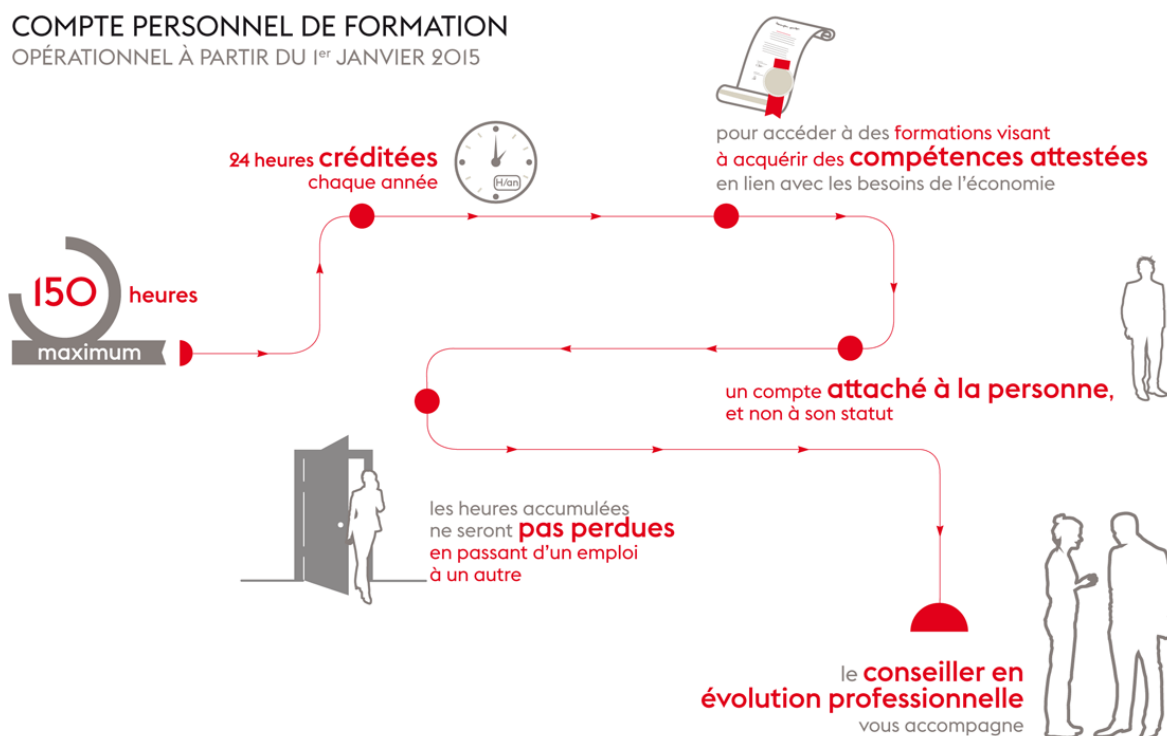 COMPTE PERSONNEL DE FORMATION
OPÉRATIONNEL À PARTIR DU 1er JANVIER 2015
150 heures
maximum
24 heures créditées
chaque année
H/an
pour accéder à des formations visant
à acquérir des compétences attestées
en lien avec les besoins de l'économie
un compte attaché à la personne,
et non à son statut
les heures accumulées
ne seront pas perdues
en passant d'un emploi
à un autre
le conseiller en
évolution professionnelle
vous accompagne